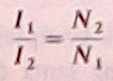 I₁/I₂ = N₂/N₁